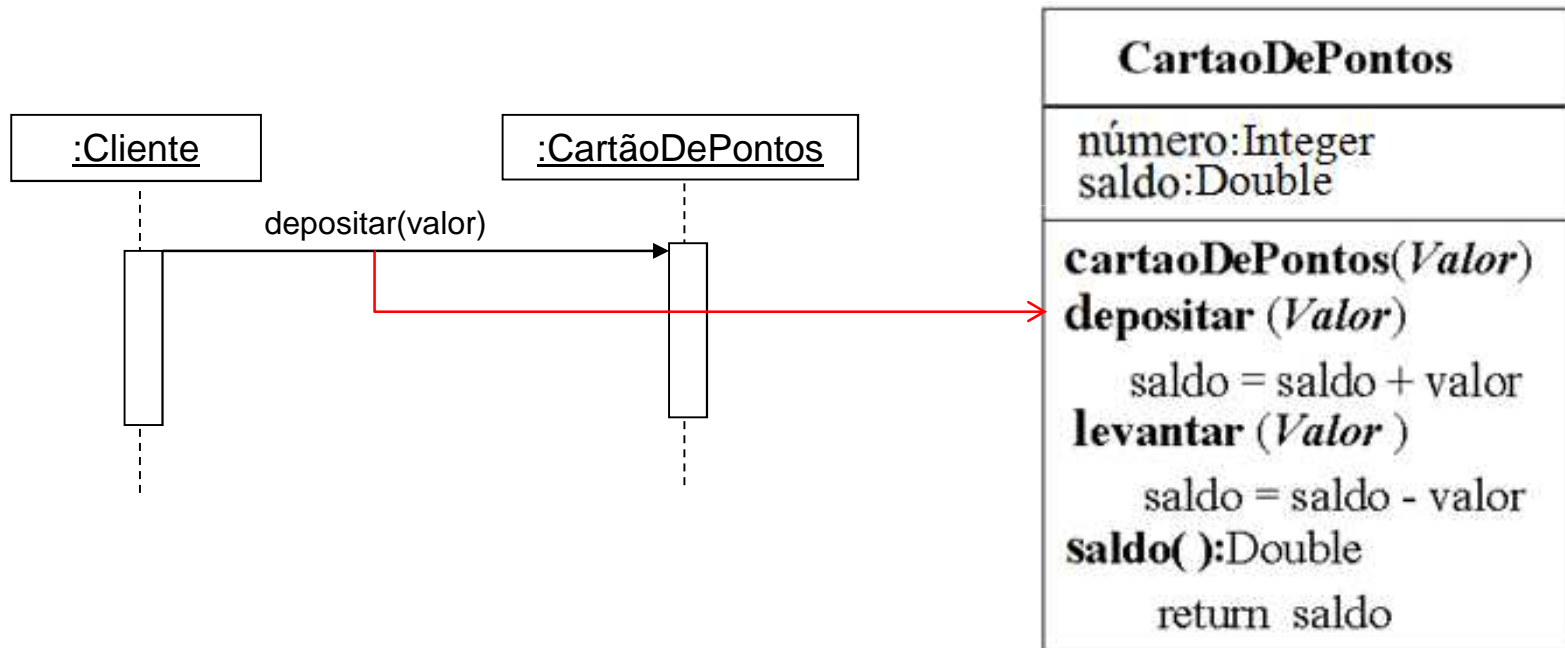 :Cliente
:CartãoDePontos
depositar(valor)
CartaoDePontos
número:Integer
saldo:Double
cartaoDePontos(Valor)
depositar (Valor)
saldo = saldo + valor
levantar (Valor )
saldo = saldo - valor
saldo( ):Double
return saldo